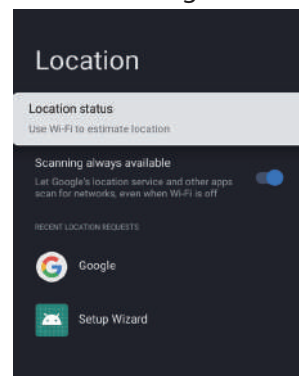 Location
Location status
Use Wi-Fi to estimate location
Scanning always available
Let Google's location service and other apps
scan for networks, even when Wi-Fi is off
RECENT LOCATION REQUESTS
Google
Setup Wizard